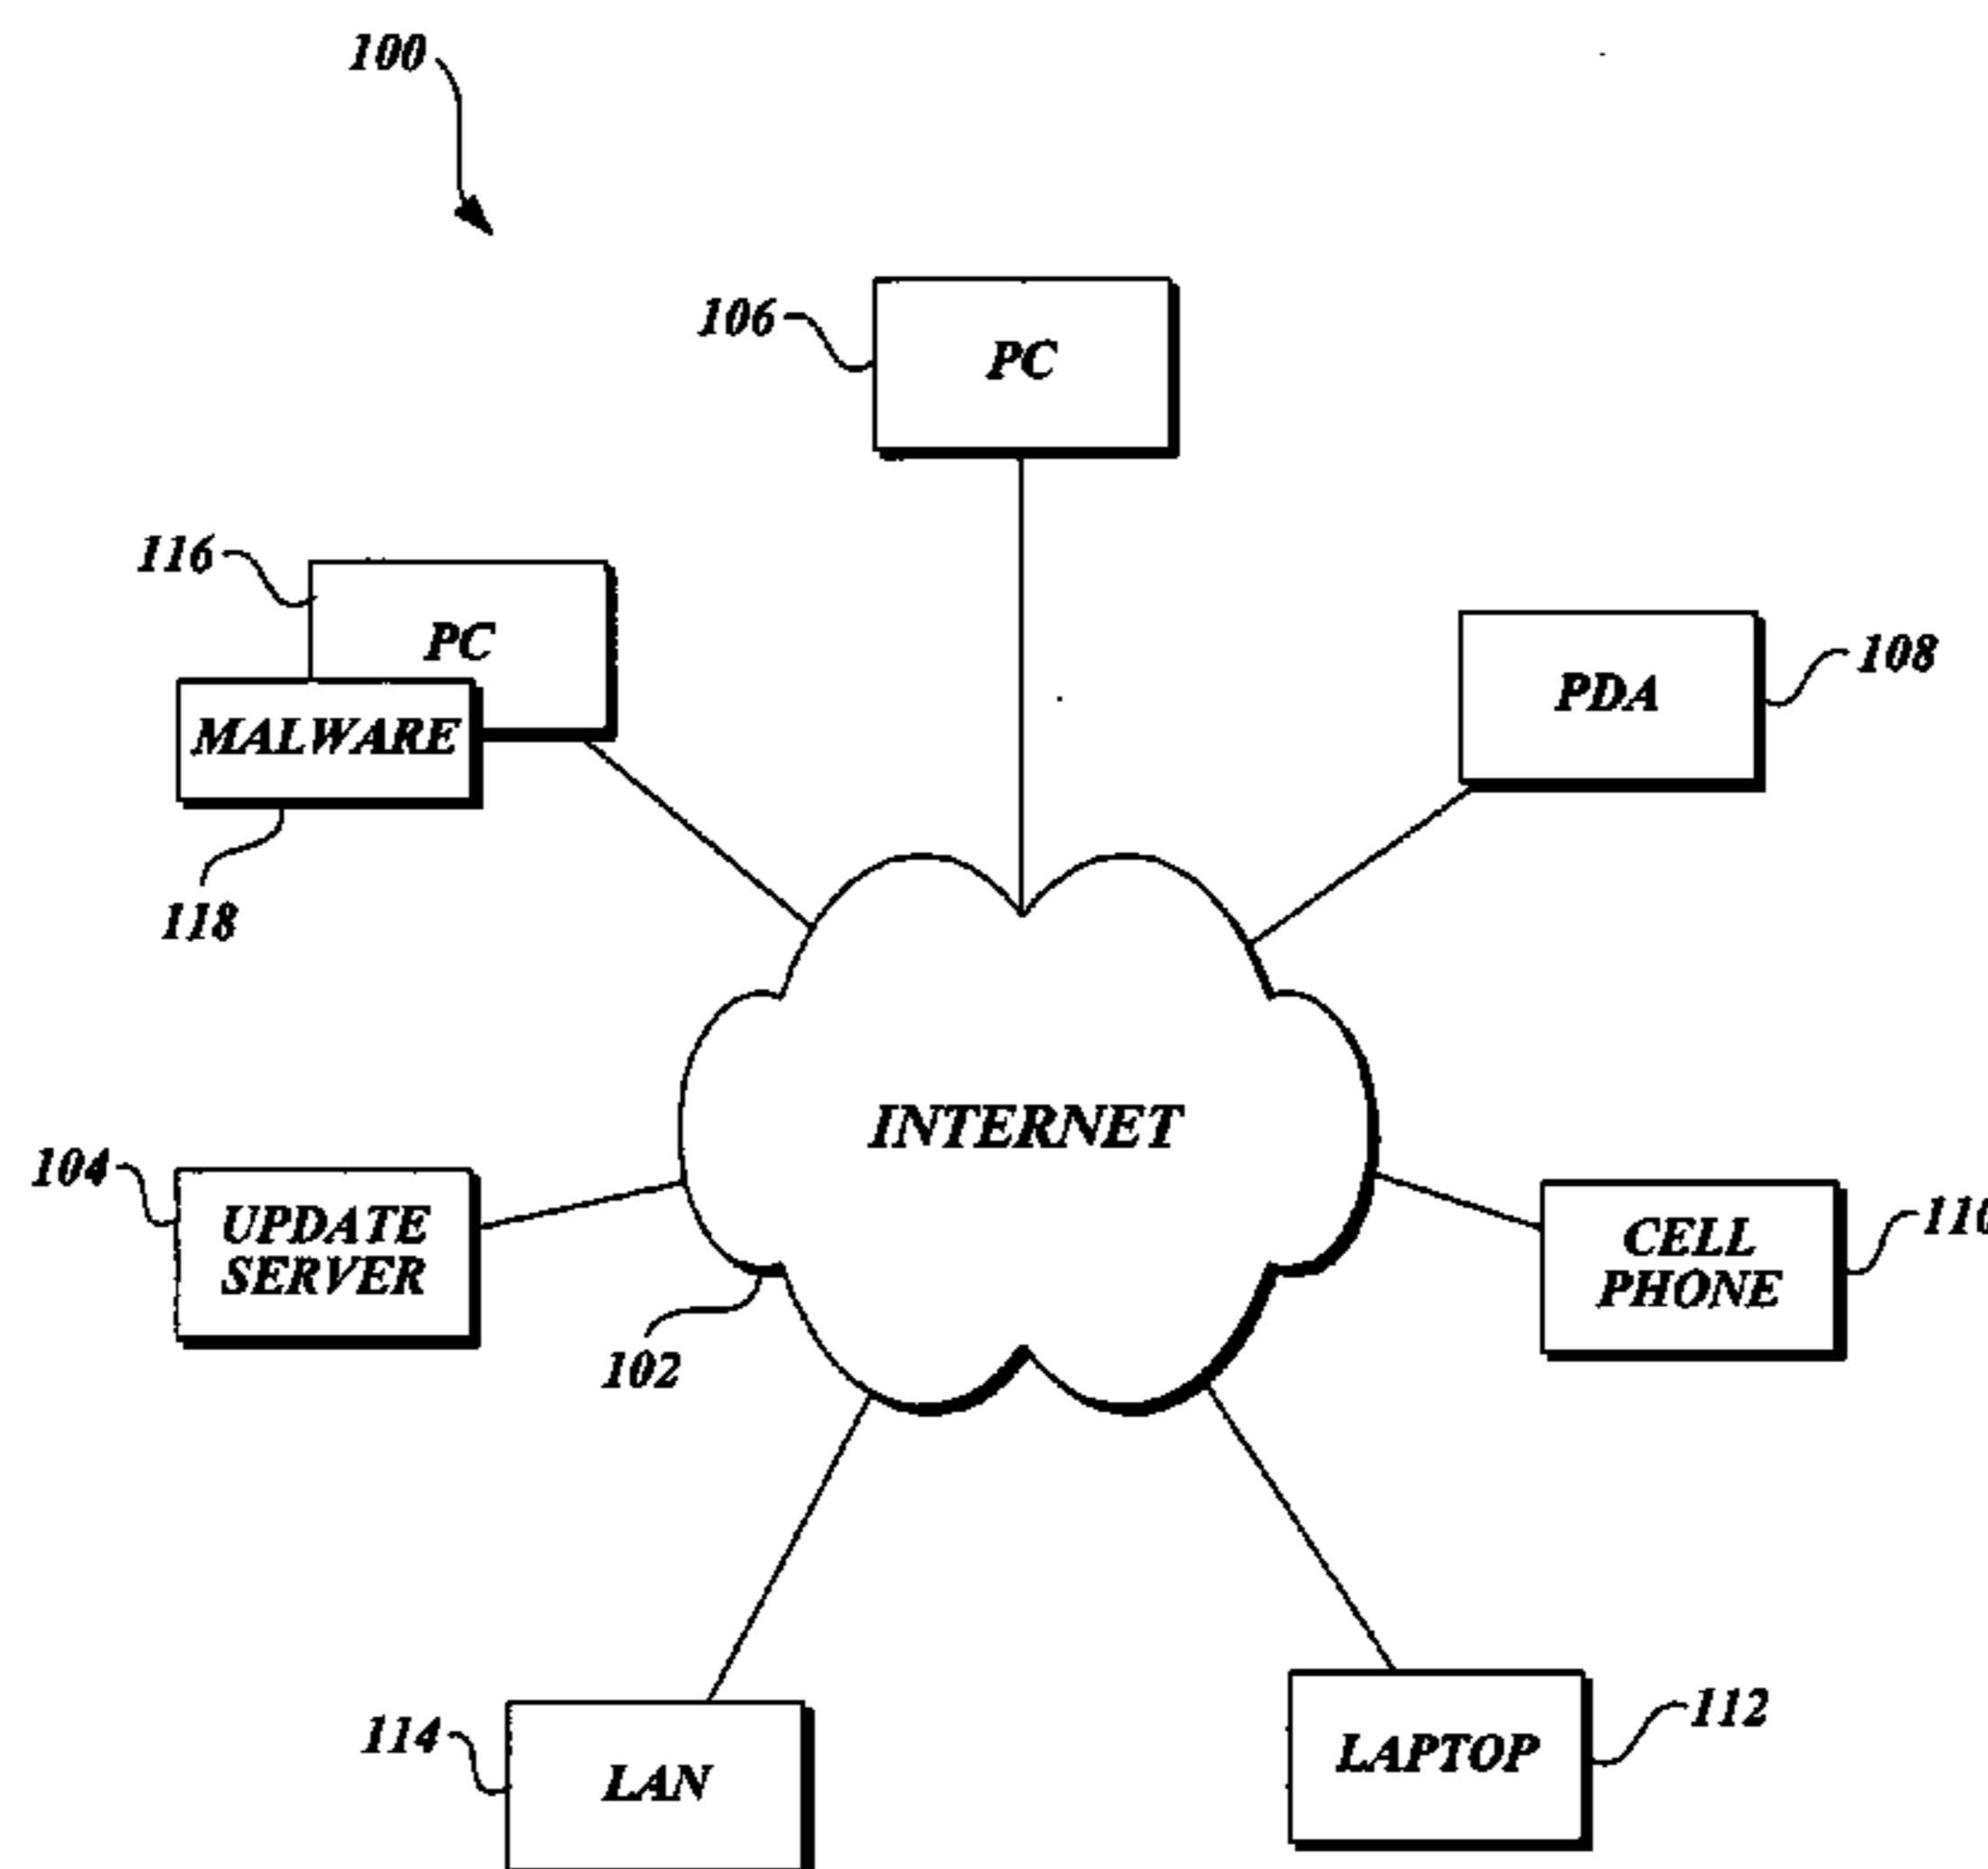 100
106
PC
116
PC
108
PDA
MALWARE
118
INTERNET
104
UPDATE
SERVER
110
CELL
PHONE
102
114
LAN
112
LAPTOP